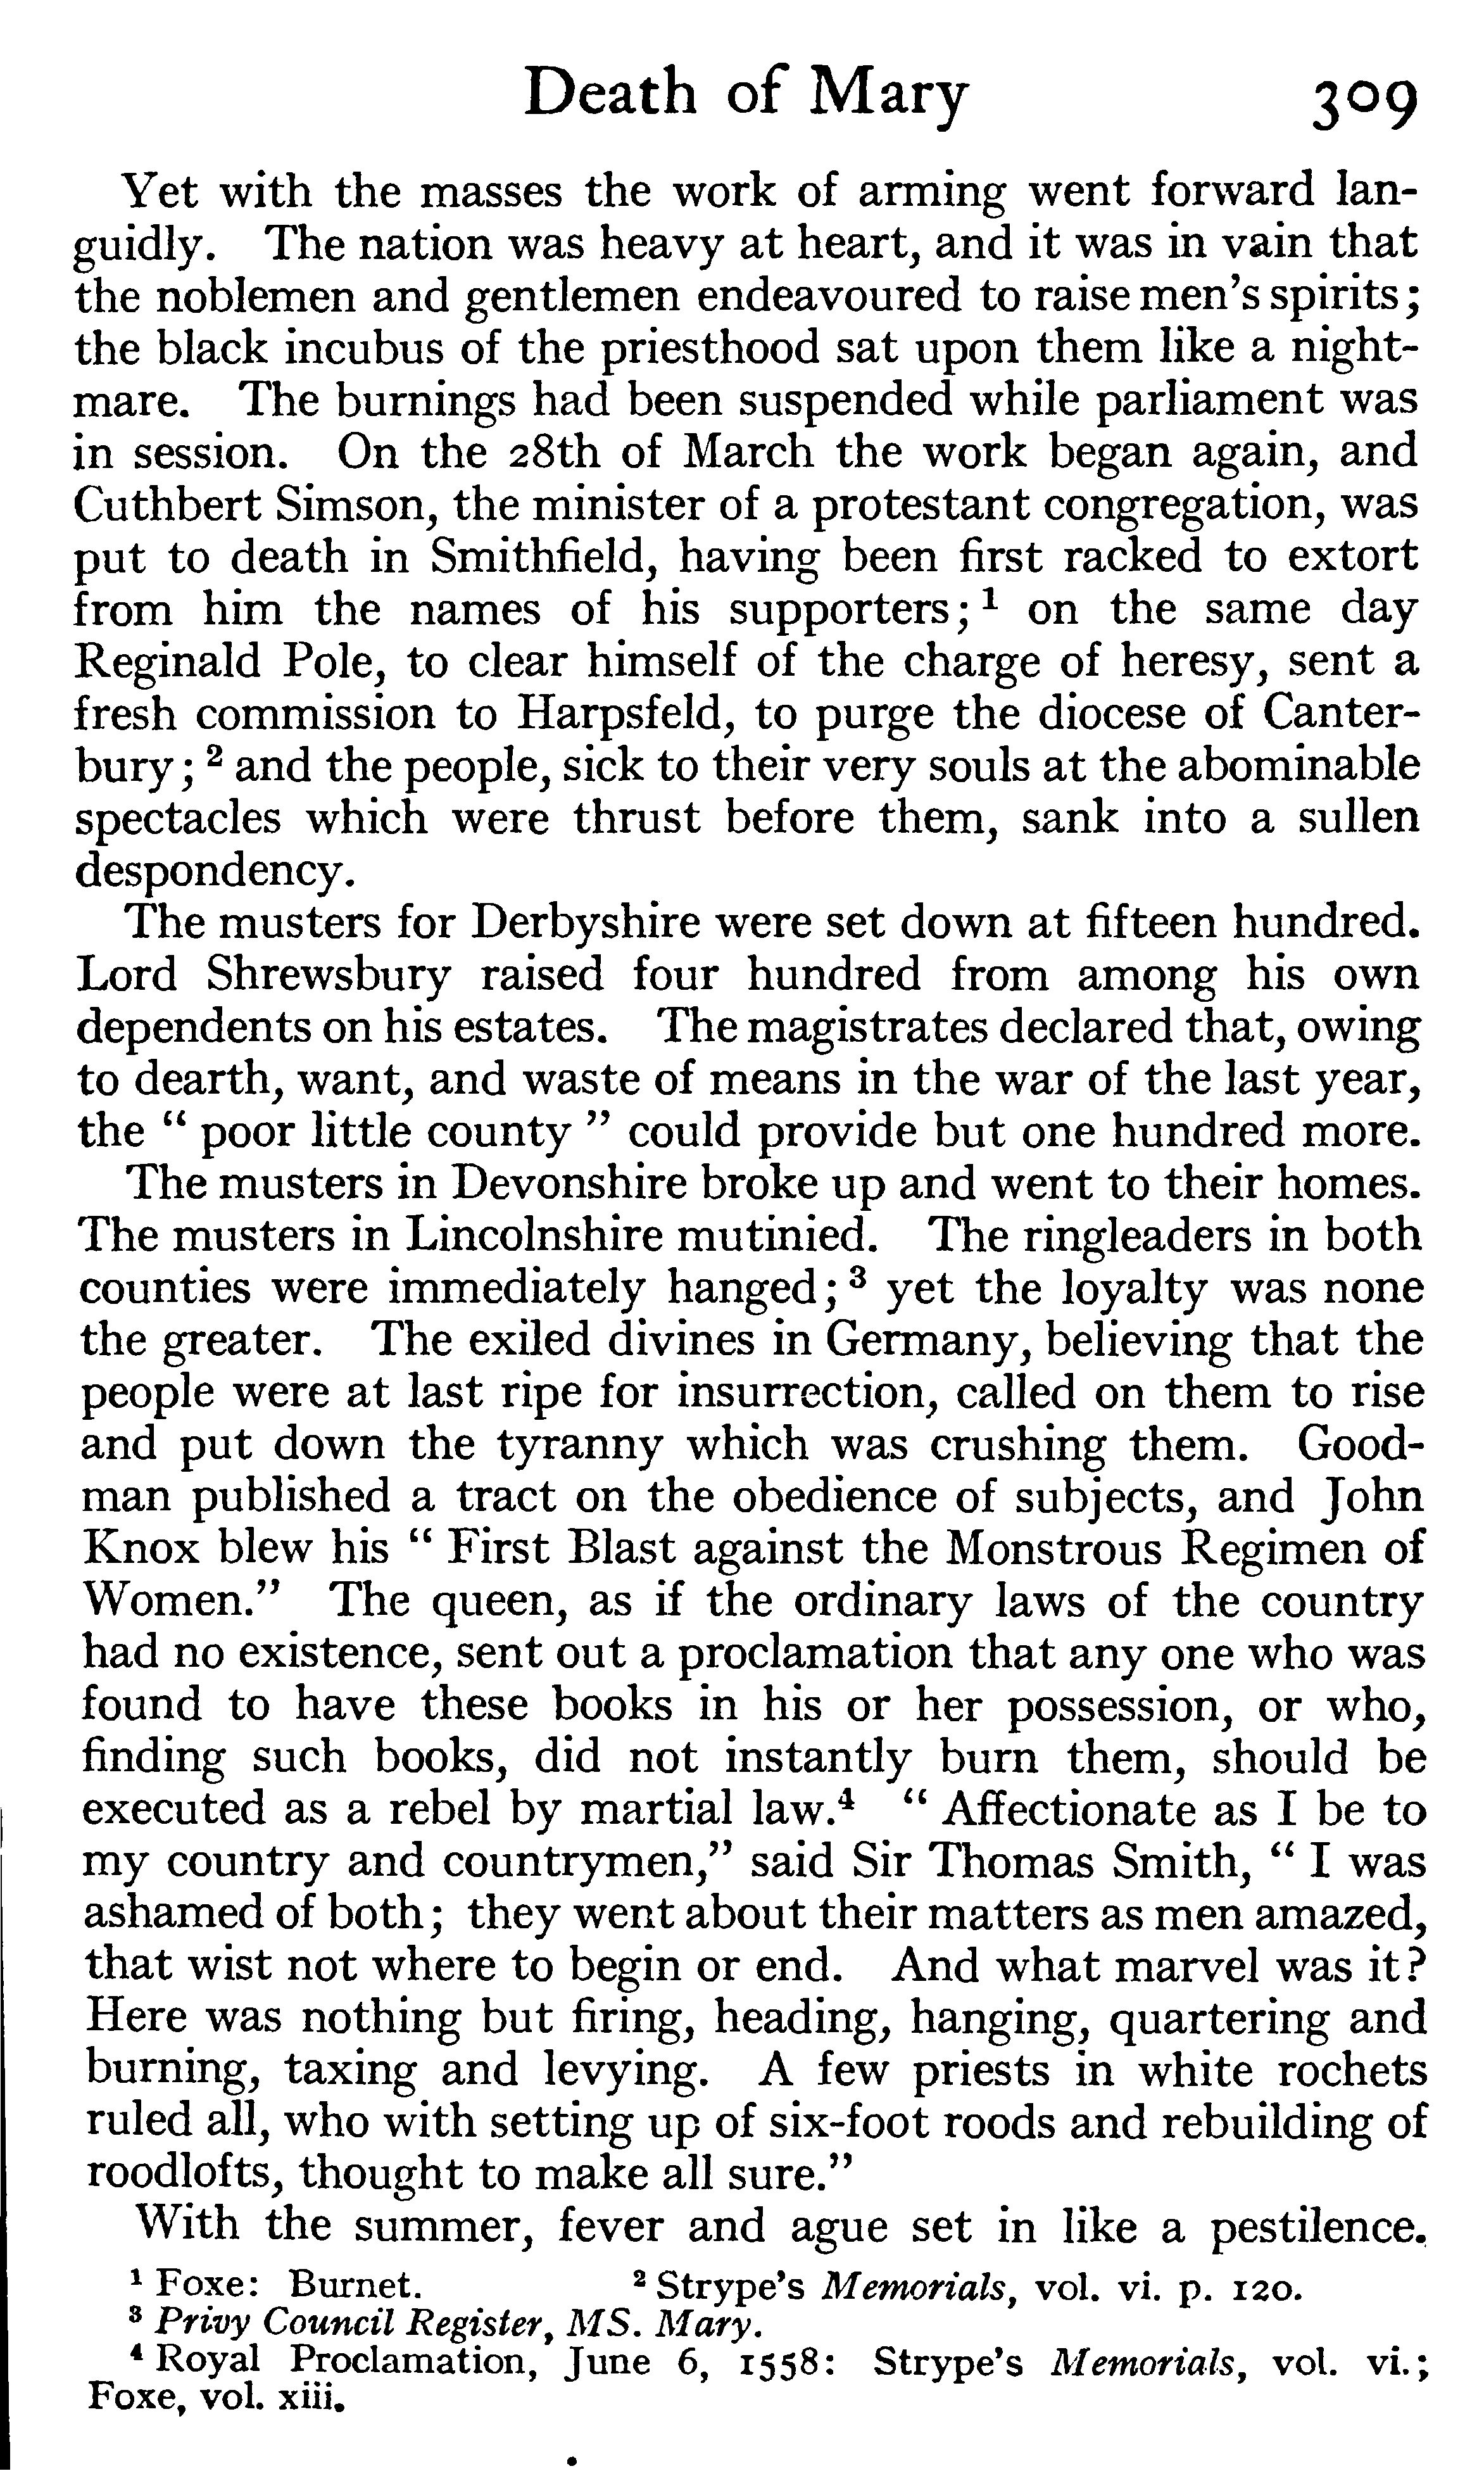 Death of Mary 309
Yet with the masses the work of arming went forward lan-
guidly. The nation was heavy at heart, and it was in vain that
the noblemen and gentlemen endeavoured to raise men's spirits;
the black incubus of the priesthood sat upon them like a night-
mare. The burnings had been suspended while parliament was
in session. On the 28th of March the work began again, and
Cuthbert Simson, the minister of a protestant congregation, was
put to death in Smithfield, having been first racked to extort
from him the names of his supporters;¹ on the same day
Reginald Pole, to clear himself of the charge of heresy, sent a
fresh commission to Harpsfeld, to purge the diocese of Canter-
bury;² and the people, sick to their very souls at the abominable
spectacles which were thrust before them, sank into a sullen
despondency.
The musters for Derbyshire were set down at fifteen hundred.
Lord Shrewsbury raised four hundred from among his own
dependents on his estates. The magistrates declared that, owing
to dearth, want, and waste of means in the war of the last year,
the “ poor little county ” could provide but one hundred more.
The musters in Devonshire broke up and went to their homes.
The musters in Lincolnshire mutinied. The ringleaders in both
counties were immediately hanged;³ yet the loyalty was none
the greater. The exiled divines in Germany, believing that the
people were at last ripe for insurrection, called on them to rise
and put down the tyranny which was crushing them. Good-
man published a tract on the obedience of subjects, and John
Knox blew his “ First Blast against the Monstrous Regimen of
Women.” The queen, as if the ordinary laws of the country
had no existence, sent out a proclamation that any one who was
found to have these books in his or her possession, or who,
finding such books, did not instantly burn them, should be
executed as a rebel by martial law.⁴ “ Affectionate as I be to
my country and countrymen,” said Sir Thomas Smith, “ I was
ashamed of both; they went about their matters as men amazed,
that wist not where to begin or end. And what marvel was it?
Here was nothing but firing, heading, hanging, quartering and
burning, taxing and levying. A few priests in white rochets
ruled all, who with setting up of six-foot roods and rebuilding of
roodlofts, thought to make all sure.”
With the summer, fever and ague set in like a pestilence.
¹ Foxe: Burnet. ² Strype's Memorials, vol. vi. p. 120.
³ Privy Council Register, MS. Mary.
⁴ Royal Proclamation, June 6, 1558: Strype's Memorials, vol. vi.;
Foxe, vol. xiii.